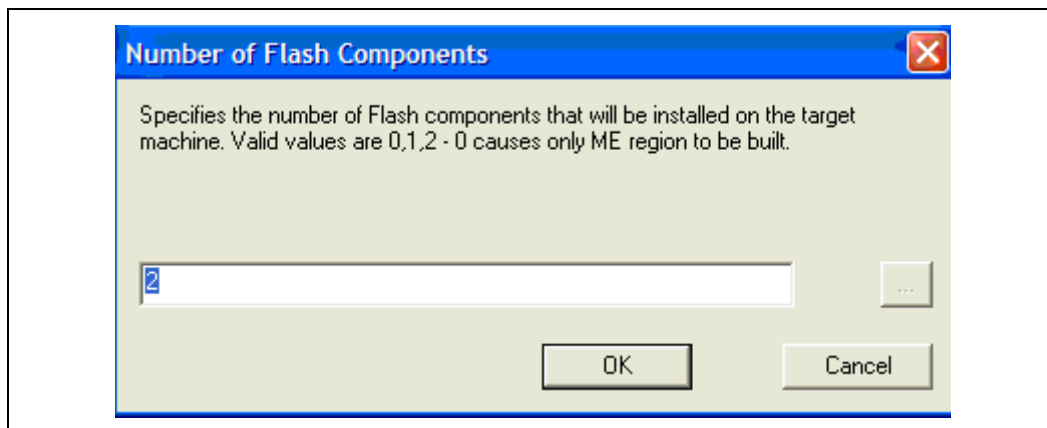 Number of Flash Components
Specifies the number of Flash components that will be installed on the target
machine. Valid values are 0,1,2 - 0 causes only ME region to be built.
2
...
OK
Cancel